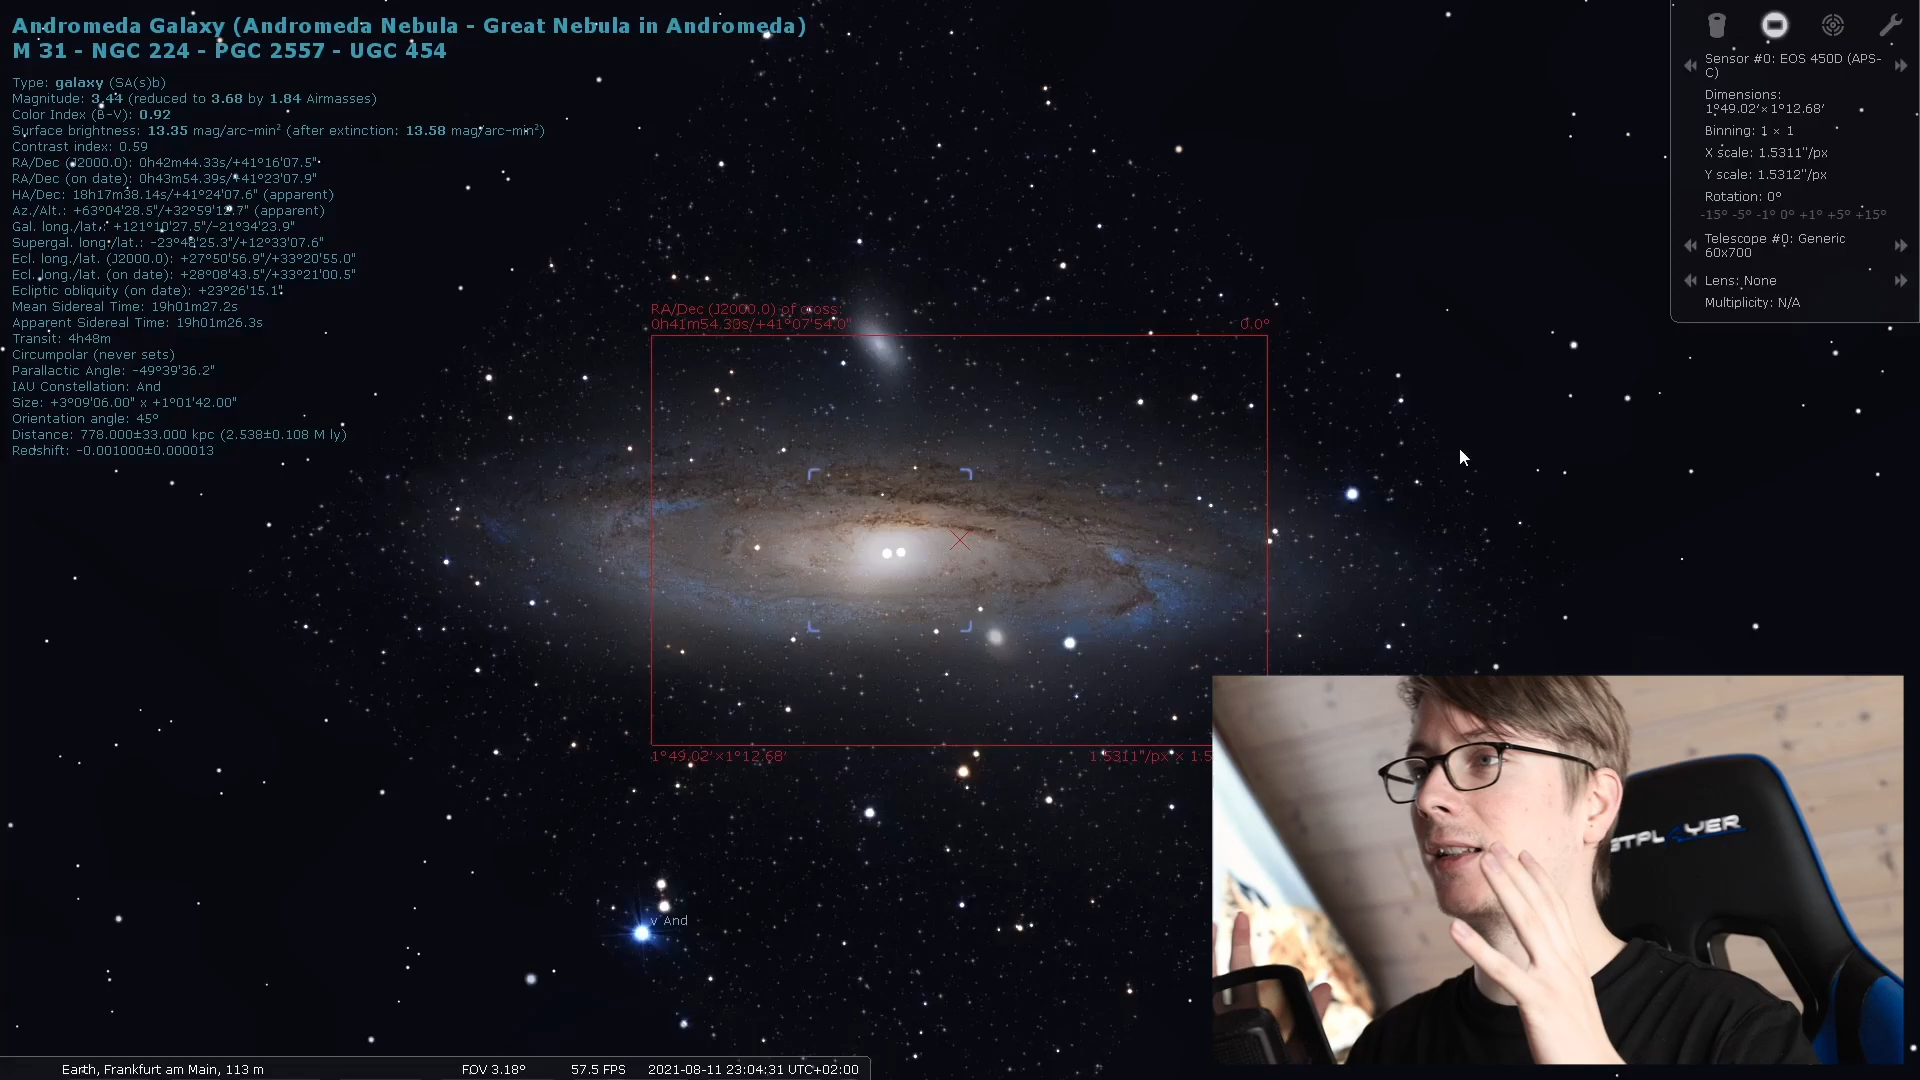 Andromeda Galaxy (Andromeda Nebula - Great Nebula in Andromeda)
M 31 - NGC 224 - PGC 2557 - UGC 454
Type: galaxy (SA(s)b)
Magnitude: 3.44 (reduced to 3.68 by 1.84 Airmasses)
Color Index (B-V): 0.92
Surface brightness: 13.35 mag/arc-min² (after extinction: 13.58 mag/arc-min²)
Contrast index: 0.59
RA/Dec (J2000.0): 0h42m44.33s/+41°16'07.5"
RA/Dec (on date): 0h43m54.39s/+41°23'07.9"
HA/Dec: 18h17m38.14s/+41°24'07.6" (apparent)
Az./Alt.: +63°04'28.5"/+32°59'12.7" (apparent)
Gal. long./lat.: +121°10'27.5"/-21°34'23.9"
Supergal. long./lat.: -23°48'25.3"/+12°33'07.6"
Ecl. long./lat. (J2000.0): +27°50'56.9"/+33°20'55.0"
Ecl. long./lat. (on date): +28°08'43.5"/+33°21'00.5"
Ecliptic obliquity (on date): +23°26'15.1"
Mean Sidereal Time: 19h01m27.2s
Apparent Sidereal Time: 19h01m26.3s
Transit: 4h48m
Circumpolar (never sets)
Parallactic Angle: -49°39'36.2"
IAU Constellation: And
Size: +3°09'06.00" x +1°01'42.00"
Orientation angle: 45°
Distance: 778.000±33.000 kpc (2.538±0.108 M ly)
Redshift: -0.001000±0.000013
Sensor #0: EOS 450D (APS-
C)
Dimensions:
1°49.02'×1°12.68'
Binning: 1 × 1
X scale: 1.5311"/px
Y scale: 1.5312"/px
Rotation: 0°
-15° -5° -1° 0° +1° +5° +15°
Telescope #0: Generic
60x700
Lens: None
Multiplicity: N/A
RA/Dec (J2000.0) of cross:
0h41m54.30s/+41°07'54.0"
0.0°
1°49.02'×1°12.68'
1.5311"/px × 1.5
ν And
Earth, Frankfurt am Main, 113 m
FOV 3.18°
57.5 FPS
2021-08-11 23:04:31 UTC+02:00